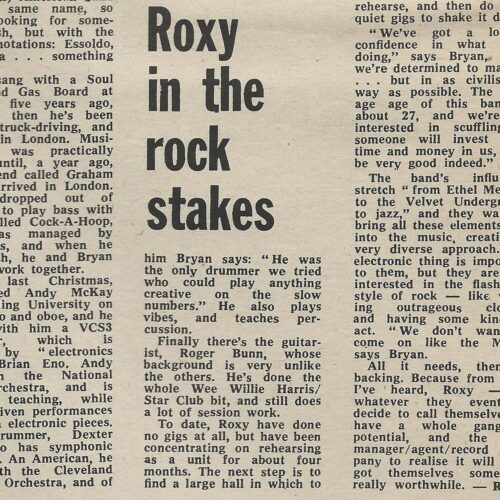 same name, so
ooking for some-
sh, but with the
notations: Essoldo,
a . . . something
sang with a Soul
d Gas Board at
five years ago,
then he's been
truck-driving, and
in London. Musi-
was practically
until, a year ago,
end called Graham
arrived in London.
dropped out of
to play bass with
lled Cock-A-Hoop,
as managed by
s, and when he
th, he and Bryan
work together.
last Christmas,
ed Andy McKay
ing University on
o and oboe, and he
with him a VCS3
r, which is
by "electronics
Brian Eno. Andy
n the National
rchestra, and is
teaching, while
iven performances
n electronic pieces.
rummer, Dexter
o has symphonic
. An American, he
th the Cleveland
Orchestra, and of
Roxy
in the
rock
stakes
him Bryan says: "He was
the only drummer we tried
who could play anything
creative on the slow
numbers." He also plays
vibes, and teaches per-
cussion.
Finally there's the guitar-
ist, Roger Bunn, whose
background is very unlike
the others. He's done the
whole Wee Willie Harris/
Star Club bit, and still does
a lot of session work.
To date, Roxy have done
no gigs at all, but have been
concentrating on rehearsing
as a unit for about four
months. The next step is to
find a large hall in which to
rehearse, and then do
quiet gigs to shake it d
"We've got a lo
confidence in what
doing," says Bryan,
we're determined to ma
. . . but in as civilis
way as possible. The
age age of this ban
about 27, and we're
interested in scufflin
someone will invest
time and money in us,
be very good indeed."
The band's influ
stretch "from Ethel Me
to the Velvet Undergr
to jazz," and they wa
bring all these elements
into the music, creati
very diverse approach.
electronic thing is impo
to them, but they are
interested in the flash
style of rock — like
ing outrageous clo
and having some kin
act. "We don't wan
come on like the M
says Bryan.
All it needs, then
backing. Because from
I've heard, Roxy —
whatever they event
decide to call themselv
have a whole gang
potential, and the
manager/agent/record
pany to realise it will
got themselves some
really worthwhile. — R